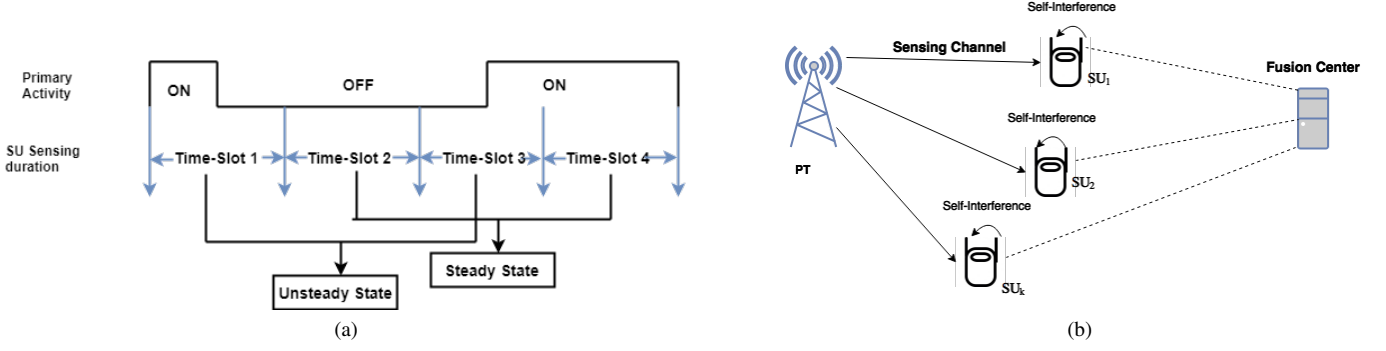 Primary
Activity
ON
OFF
ON
SU Sensing
duration
Time-Slot 1
Time-Slot 2
Time-Slot 3
Time-Slot 4
Steady State
Unsteady State
(a)
Self-Interference
Sensing Channel
SU1
Fusion Center
Self-Interference
SU2
PT
Self-Interference
SUk
(b)